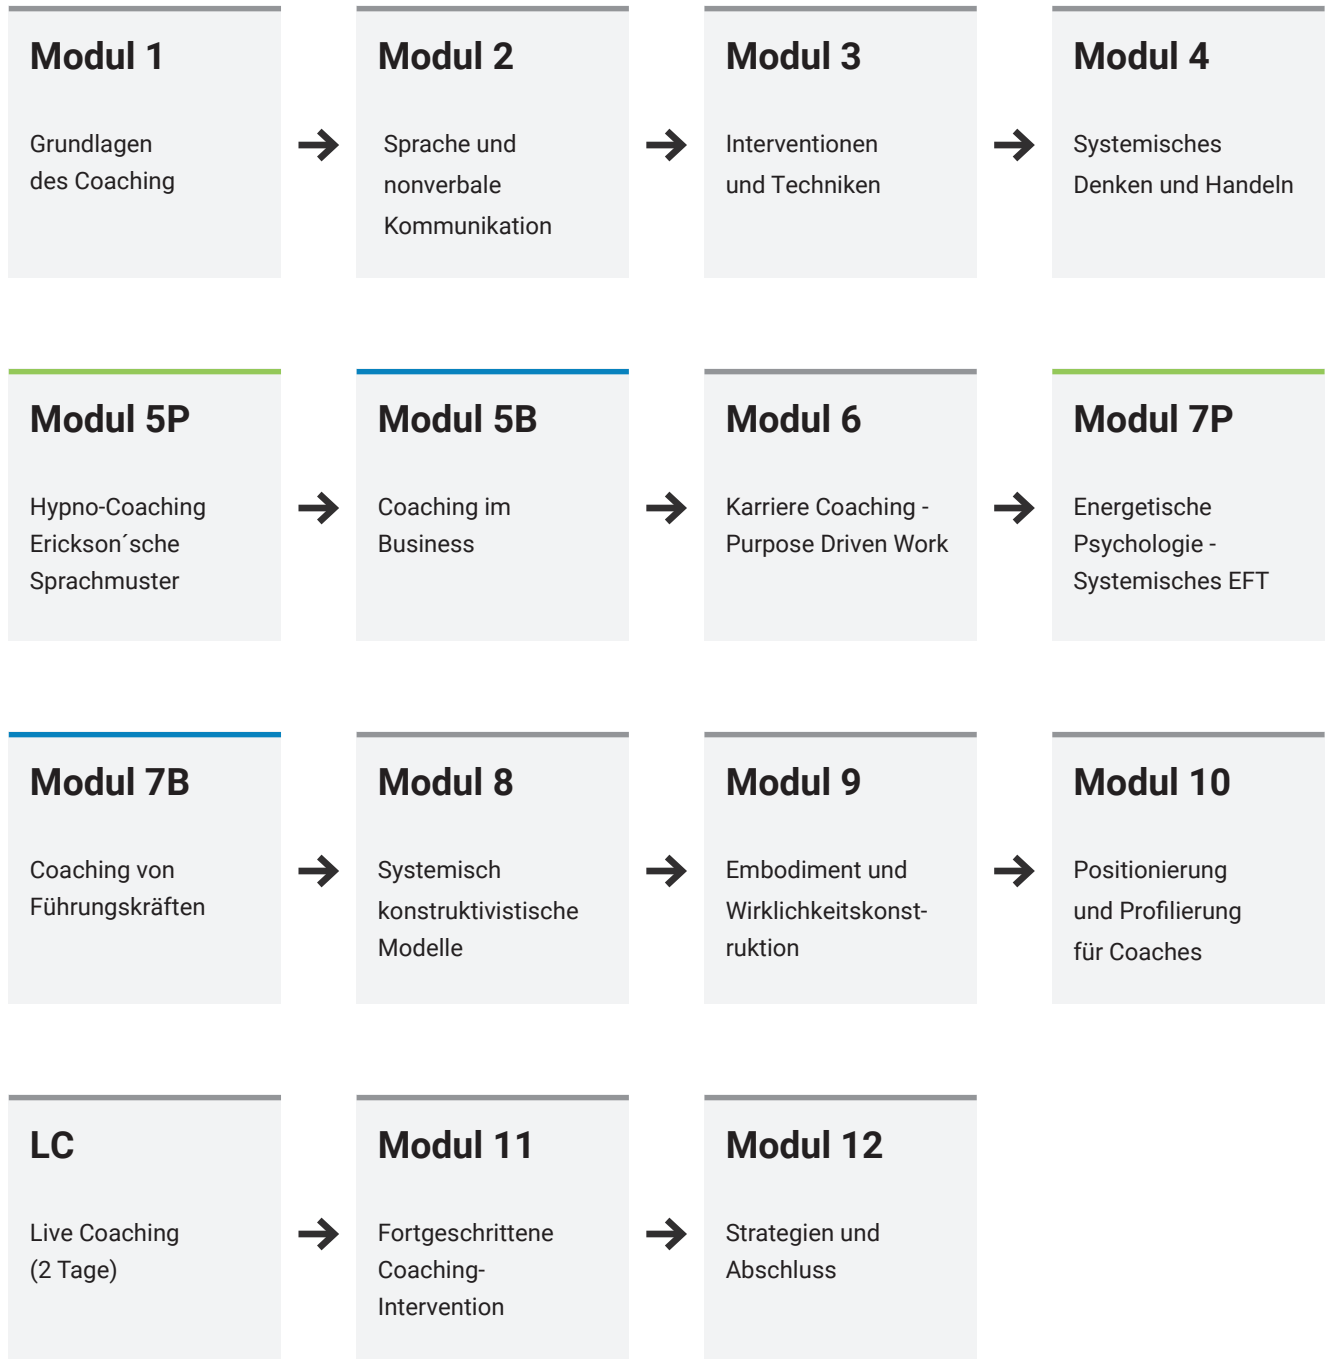 Modul 1
Grundlagen
des Coaching
Modul 2
Sprache und
nonverbale
Kommunikation
Modul 3
Interventionen
und Techniken
Modul 4
Systemisches
Denken und Handeln
Modul 5P
Hypno-Coaching
Erickson´sche
Sprachmuster
Modul 5B
Coaching im
Business
Modul 6
Karriere Coaching -
Purpose Driven Work
Modul 7P
Energetische
Psychologie -
Systemisches EFT
Modul 7B
Coaching von
Führungskräften
Modul 8
Systemisch
konstruktivistische
Modelle
Modul 9
Embodiment und
Wirklichkeitskonst-
ruktion
Modul 10
Positionierung
und Profilierung
für Coaches
LC
Live Coaching
(2 Tage)
Modul 11
Fortgeschrittene
Coaching-
Intervention
Modul 12
Strategien und
Abschluss